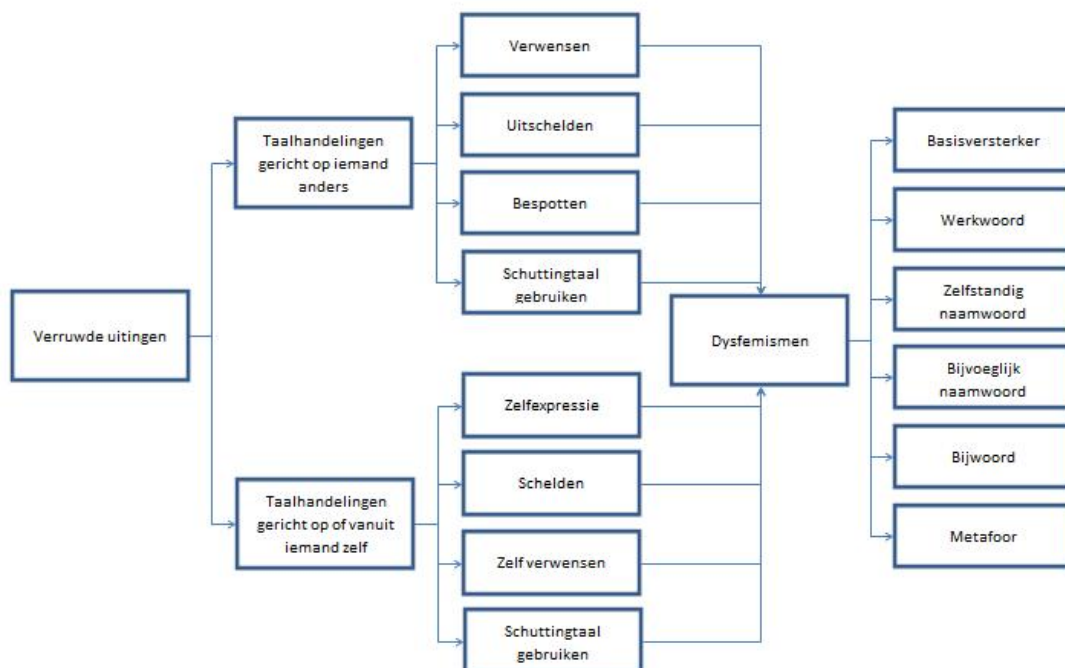 Verruwde uitingen
Taalhandelingen
gericht op iemand
anders
Taalhandelingen
gericht op of vanuit
iemand zelf
Verwensen
Uitschelden
Bespotten
Schuttingtaal
gebruiken
Zelfexpressie
Schelden
Zelf verwensen
Schuttingtaal
gebruiken
Dysfemismen
Basisversterker
Werkwoord
Zelfstandig
naamwoord
Bijvoeglijk
naamwoord
Bijwoord
Metafoor